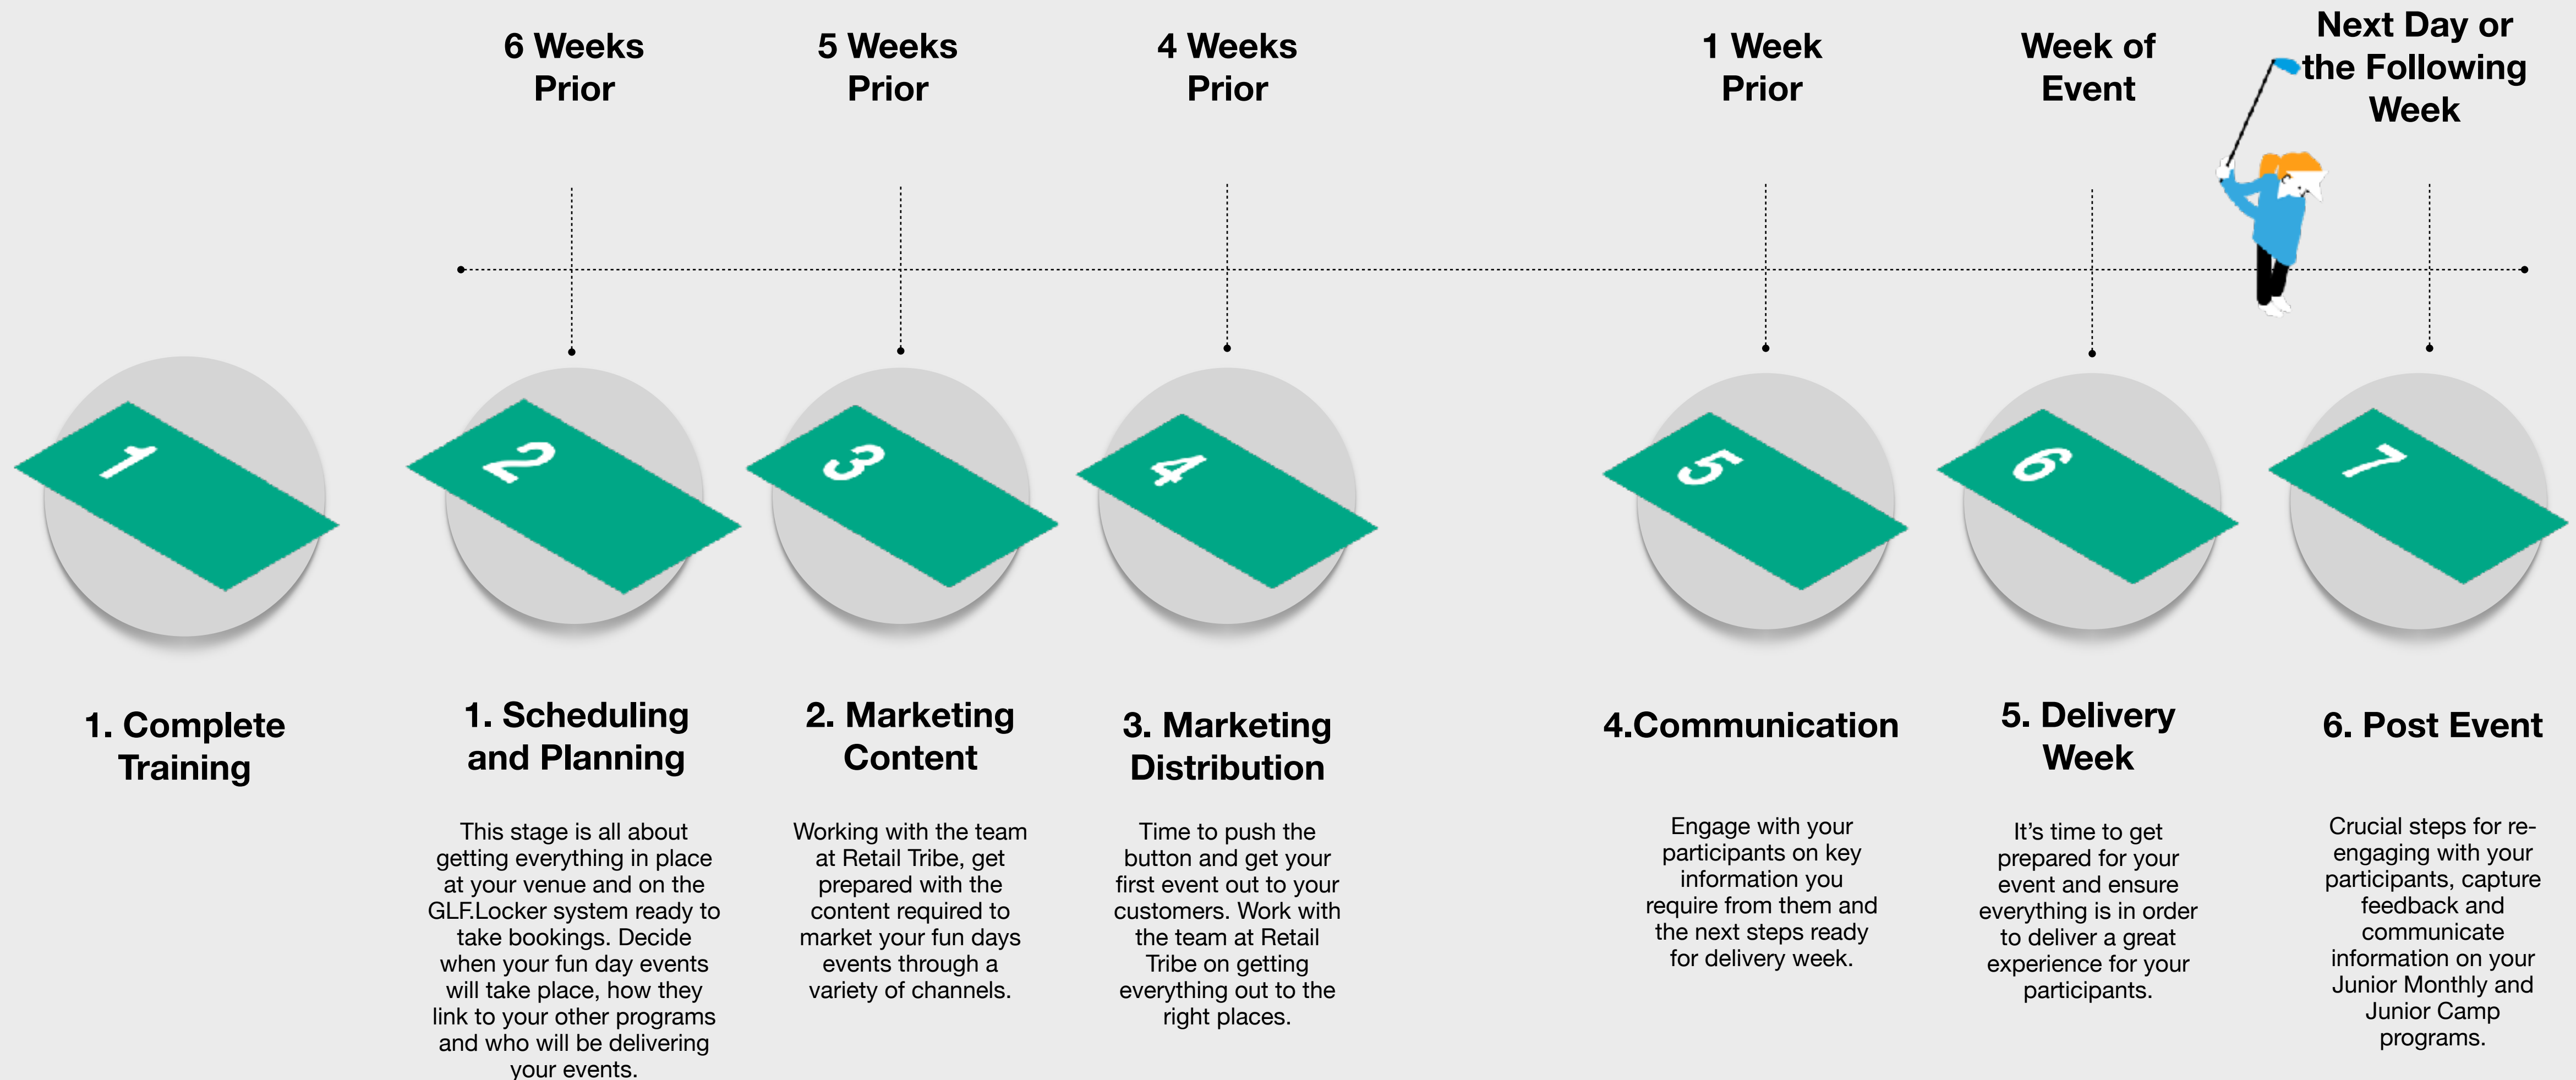 6 Weeks
Prior
5 Weeks
Prior
4 Weeks
Prior
1 Week
Prior
Week of
Event
Next Day or
the Following
Week
1
2
3
4
5
6
7
1. Complete
Training
1. Scheduling
and Planning
This stage is all about
getting everything in place
at your venue and on the
GLF.Locker system ready to
take bookings. Decide
when your fun day events
will take place, how they
link to your other programs
and who will be delivering
your events.
2. Marketing
Content
Working with the team
at Retail Tribe, get
prepared with the
content required to
market your fun days
events through a
variety of channels.
3. Marketing
Distribution
Time to push the
button and get your
first event out to your
customers. Work with
the team at Retail
Tribe on getting
everything out to the
right places.
4.Communication
Engage with your
participants on key
information you
require from them and
the next steps ready
for delivery week.
5. Delivery
Week
It’s time to get
prepared for your
event and ensure
everything is in order
to deliver a great
experience for your
participants.
6. Post Event
Crucial steps for re-
engaging with your
participants, capture
feedback and
communicate
information on your
Junior Monthly and
Junior Camp
programs.